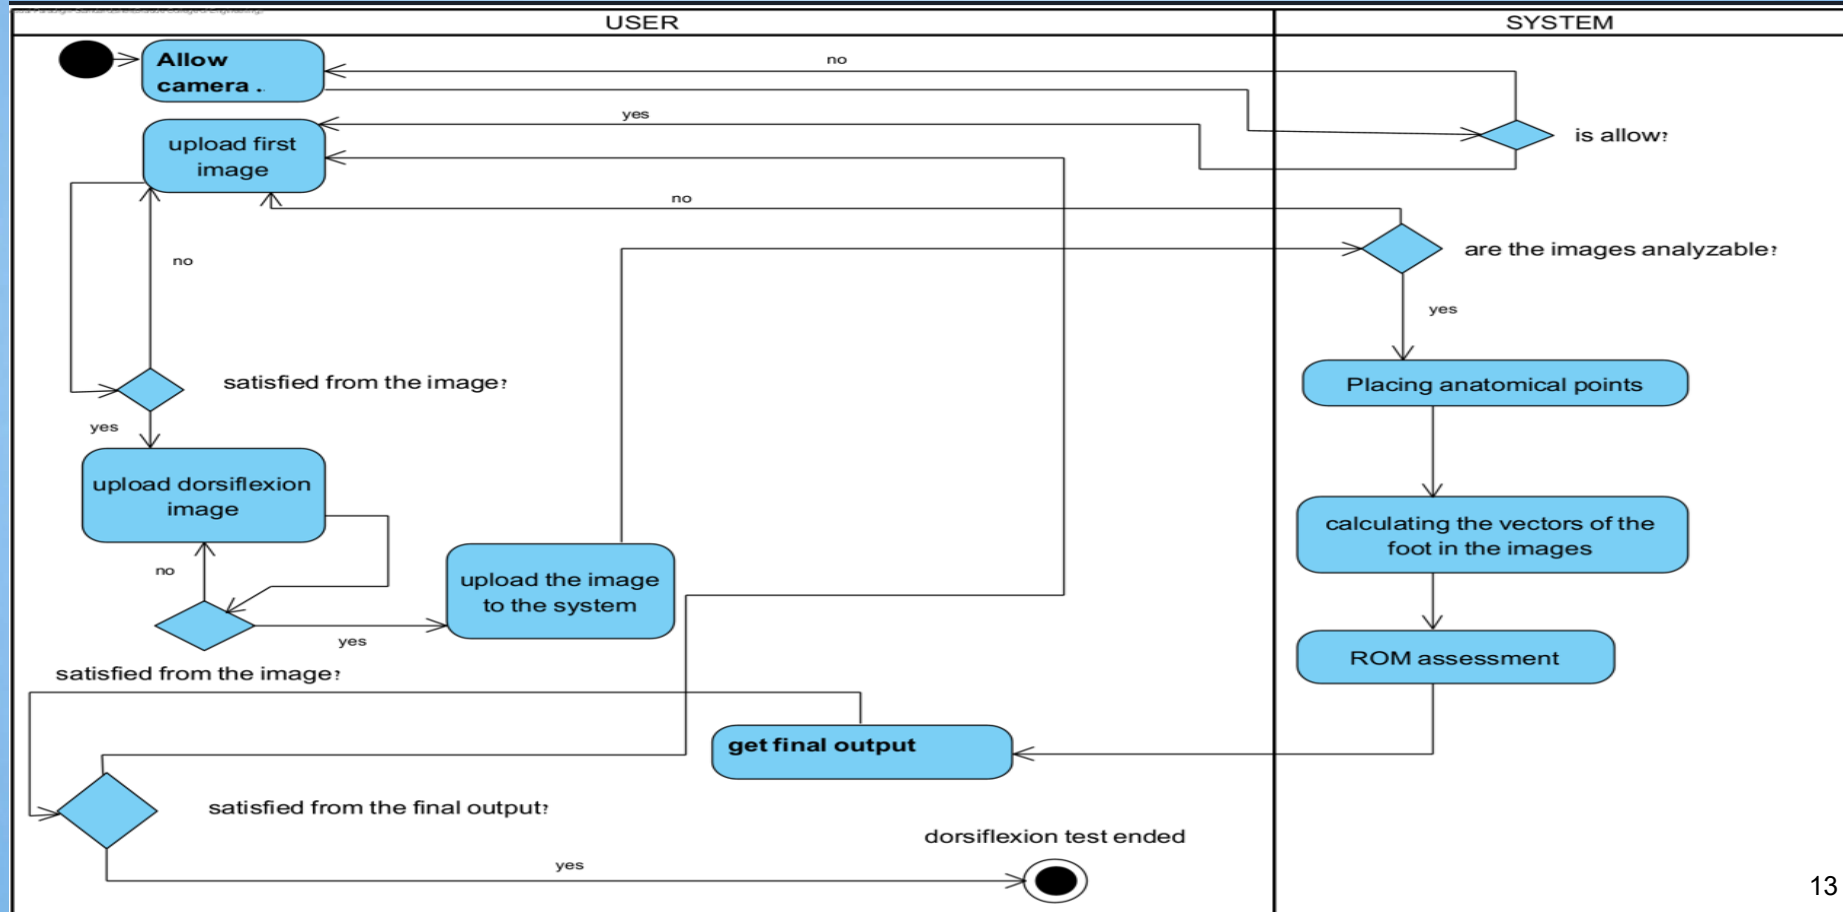 USER
SYSTEM
Allow
camera .
no
yes
is allow?
upload first
image
no
are the images analyzable?
no
yes
satisfied from the image?
Placing anatomical points
yes
upload dorsiflexion
image
calculating the vectors of the
foot in the images
no
upload the image
to the system
yes
ROM assessment
satisfied from the image?
get final output
satisfied from the final output?
dorsiflexion test ended
yes
13